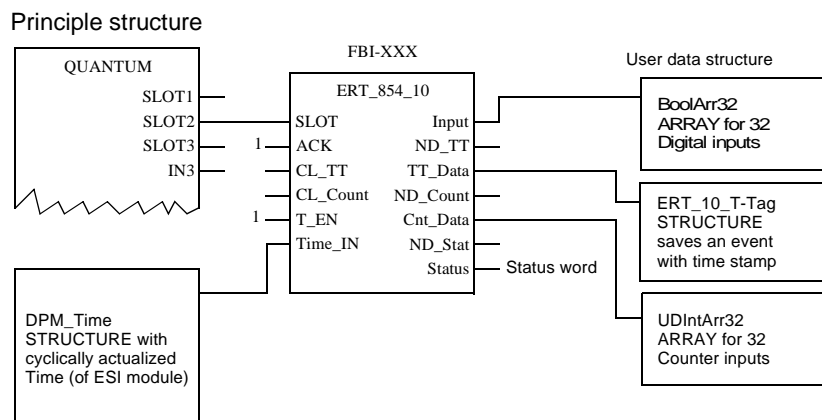 Principle structure
FBI-XXX
QUANTUM
SLOT1
SLOT2
SLOT3
IN3
ERT_854_10
SLOT
1 ACK
CL_TT
CL_Count
1 T_EN
Time_IN
Input
ND_TT
TT_Data
ND_Count
Cnt_Data
ND_Stat
Status
Status word
User data structure
BoolArr32
ARRAY for 32
Digital inputs
ERT_10_T-Tag
STRUCTURE
saves an event
with time stamp
UDIntArr32
ARRAY for 32
Counter inputs
DPM_Time
STRUCTURE with
cyclically actualized
Time (of ESI module)